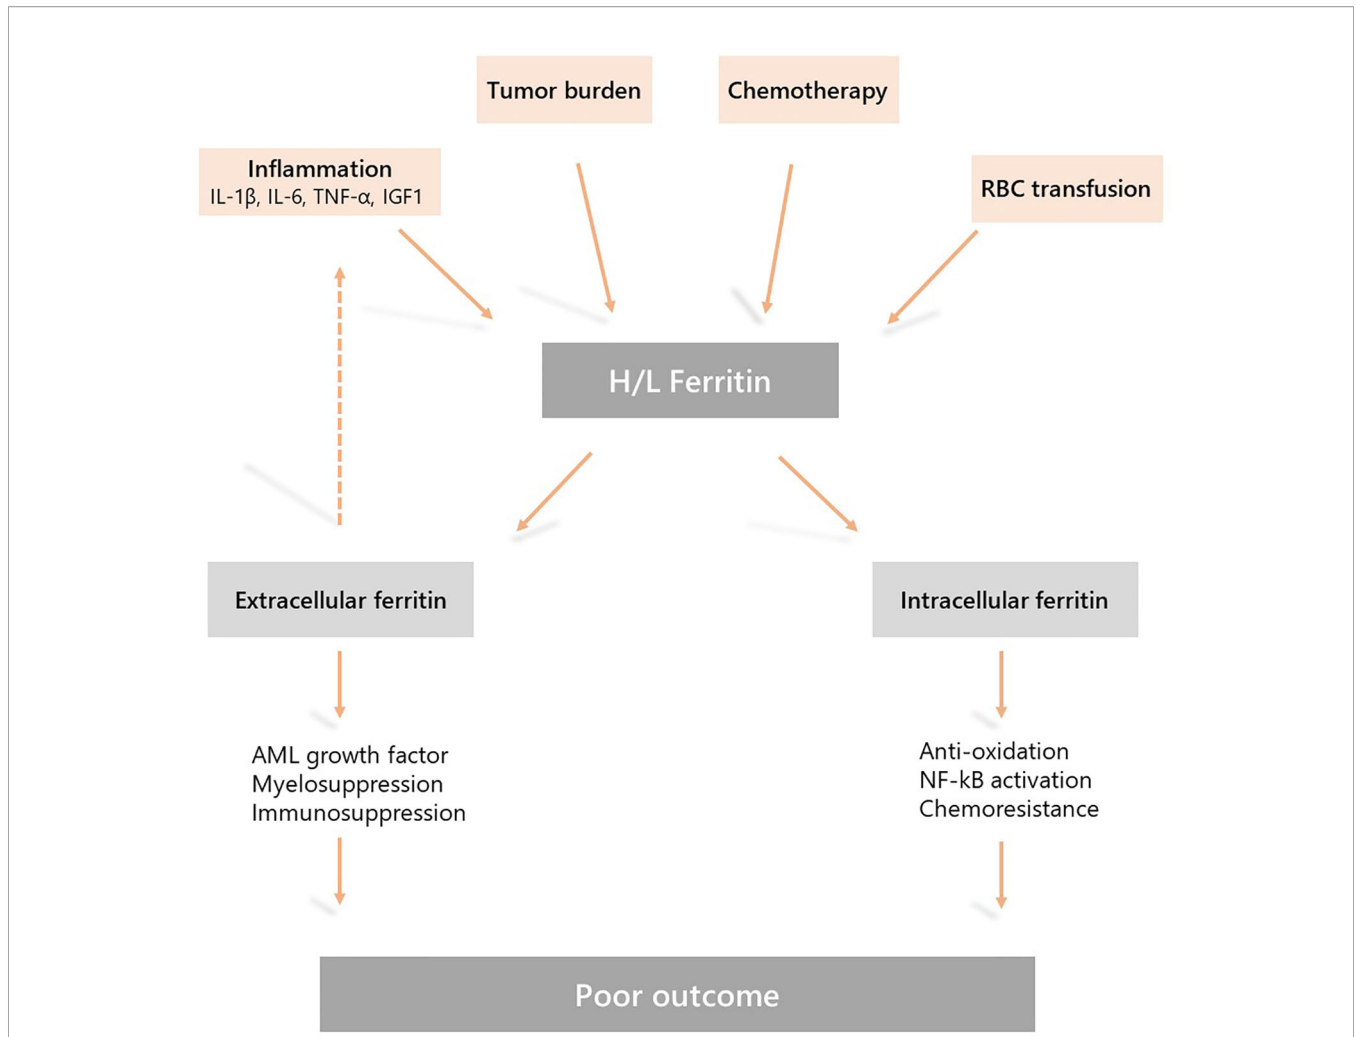 Tumor burden
Chemotherapy
Inflammation
IL-1β, IL-6, TNF-α, IGF1
RBC transfusion
H/L Ferritin
Extracellular ferritin
Intracellular ferritin
AML growth factor
Myelosuppression
Immunosuppression
Anti-oxidation
NF-kB activation
Chemoresistance
Poor outcome